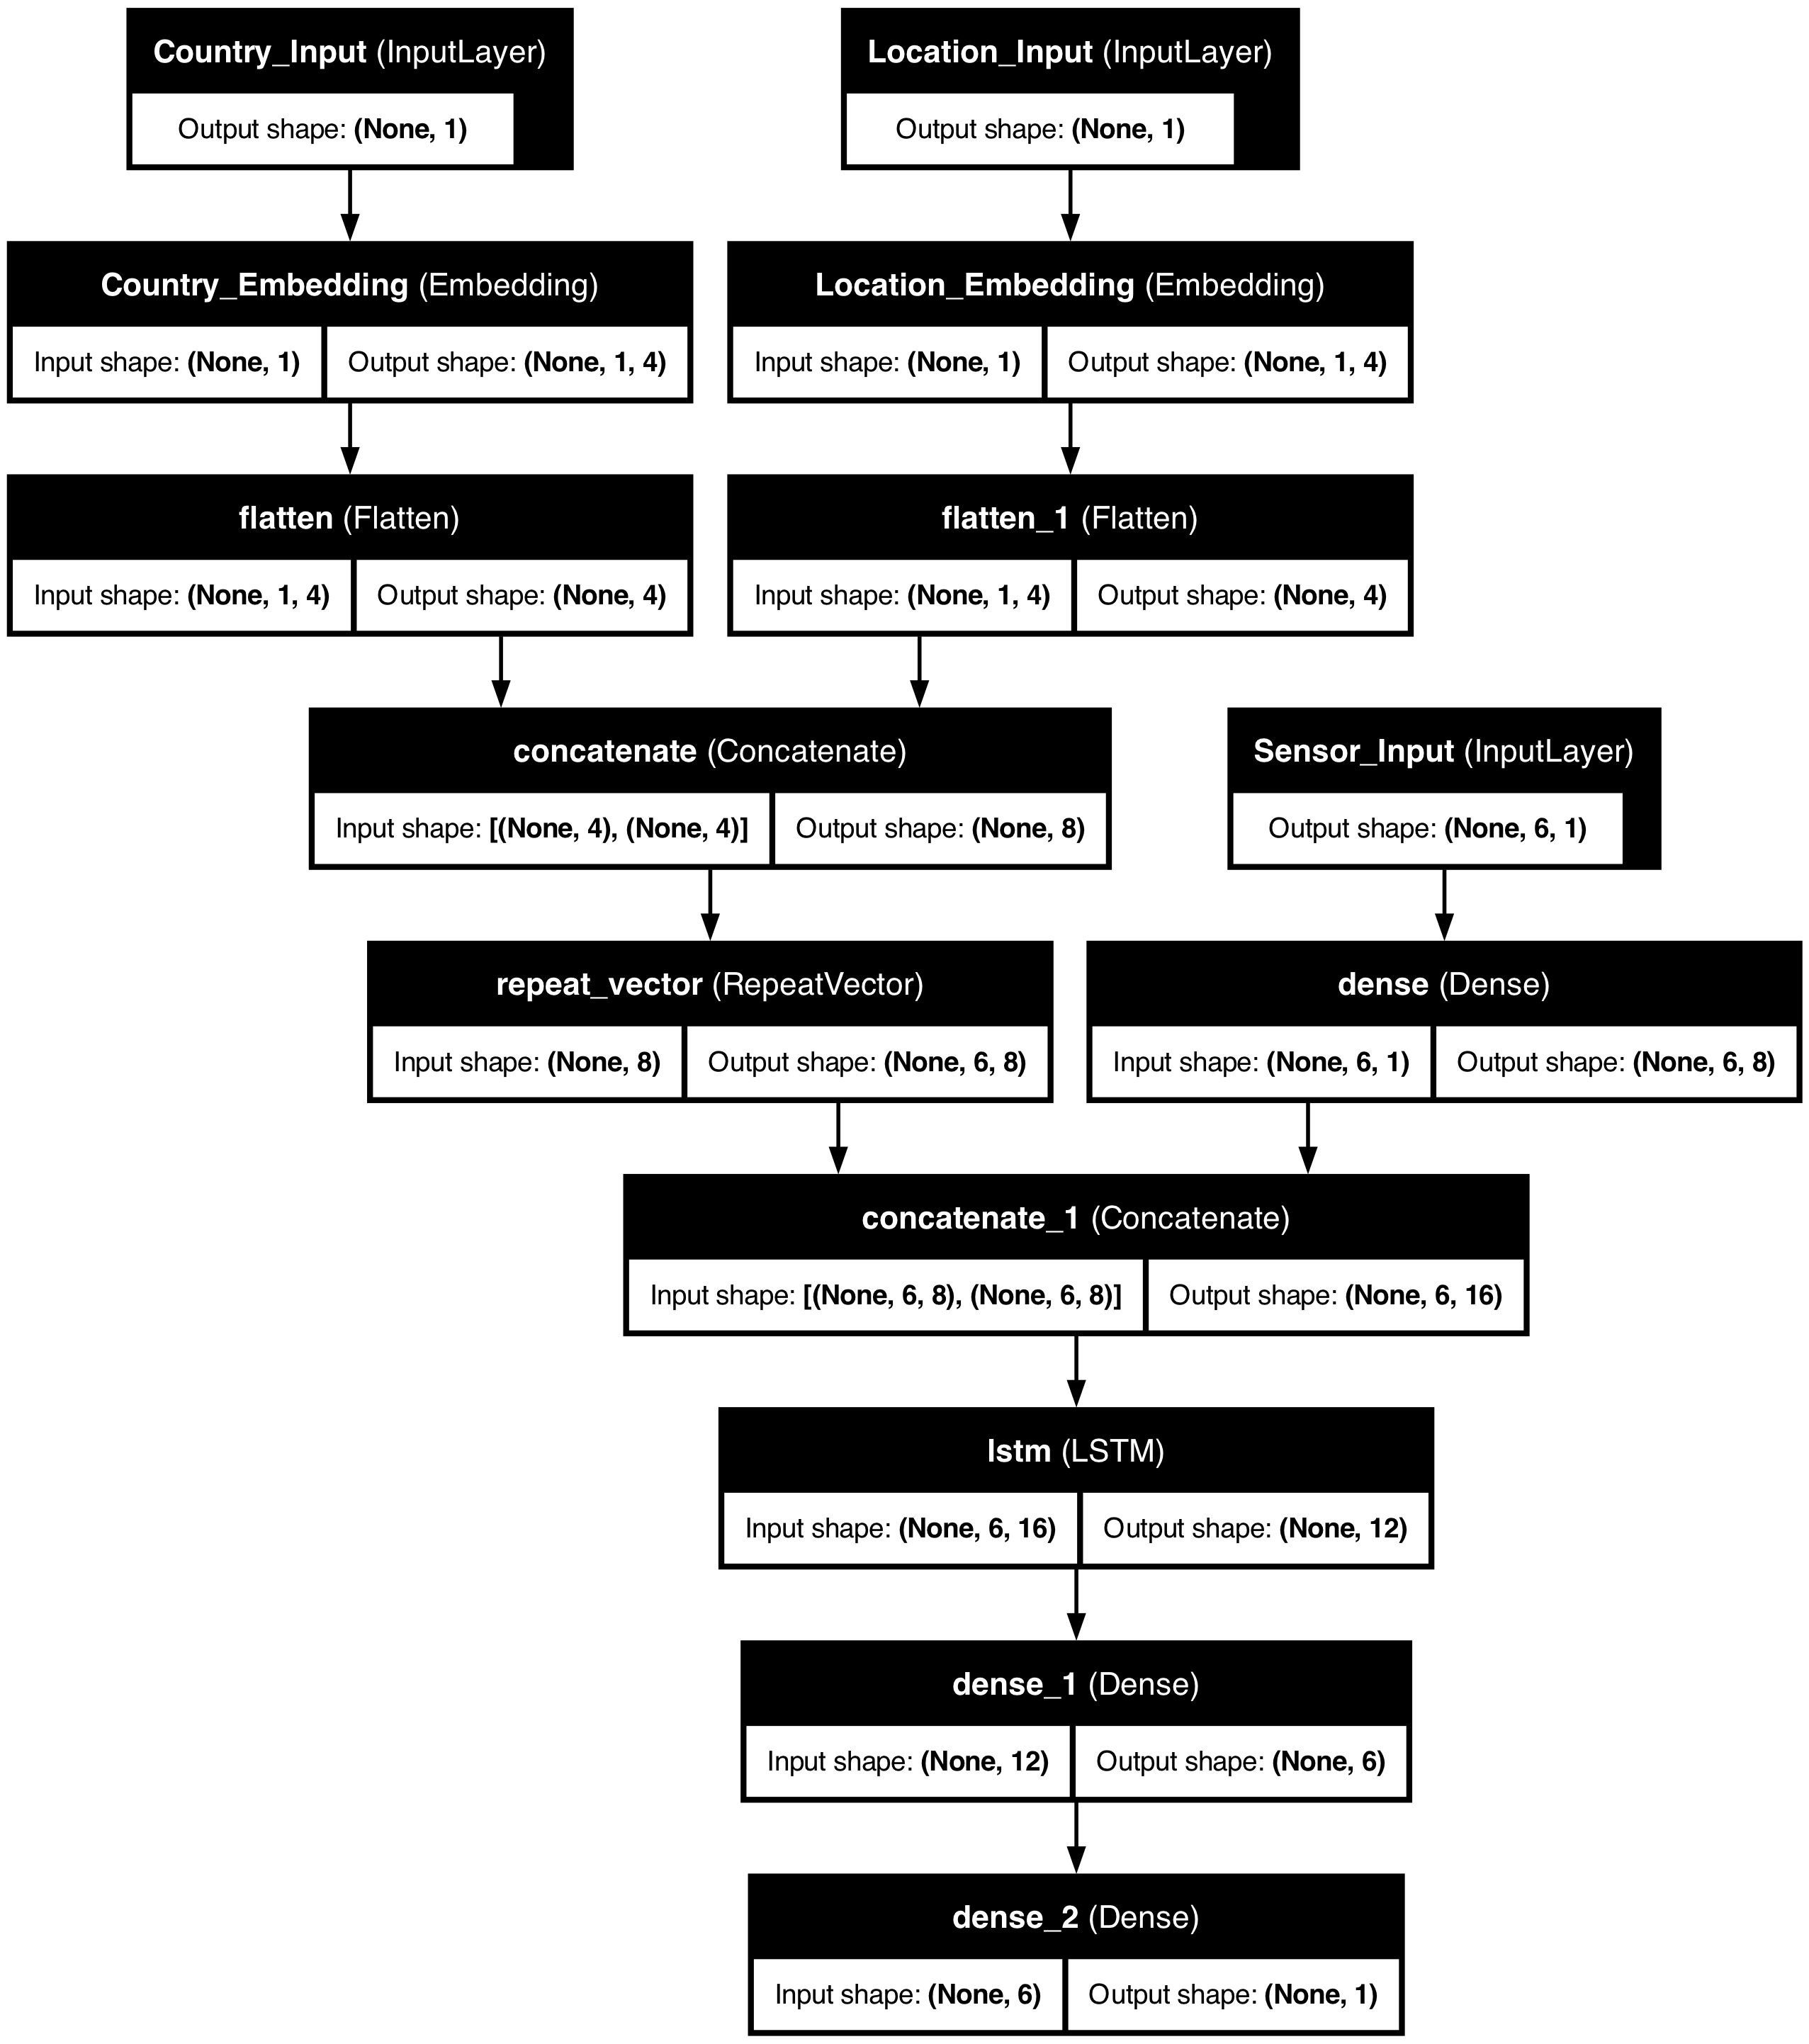 Country_Input (InputLayer)
Output shape: (None, 1)
Location_Input (InputLayer)
Output shape: (None, 1)
Country_Embedding (Embedding)
Input shape: (None, 1)
Output shape: (None, 1, 4)
Location_Embedding (Embedding)
Input shape: (None, 1)
Output shape: (None, 1, 4)
flatten (Flatten)
Input shape: (None, 1, 4)
Output shape: (None, 4)
flatten_1 (Flatten)
Input shape: (None, 1, 4)
Output shape: (None, 4)
concatenate (Concatenate)
Input shape: [(None, 4), (None, 4)]
Output shape: (None, 8)
Sensor_Input (InputLayer)
Output shape: (None, 6, 1)
repeat_vector (RepeatVector)
Input shape: (None, 8)
Output shape: (None, 6, 8)
dense (Dense)
Input shape: (None, 6, 1)
Output shape: (None, 6, 8)
concatenate_1 (Concatenate)
Input shape: [(None, 6, 8), (None, 6, 8)]
Output shape: (None, 6, 16)
lstm (LSTM)
Input shape: (None, 6, 16)
Output shape: (None, 12)
dense_1 (Dense)
Input shape: (None, 12)
Output shape: (None, 6)
dense_2 (Dense)
Input shape: (None, 6)
Output shape: (None, 1)